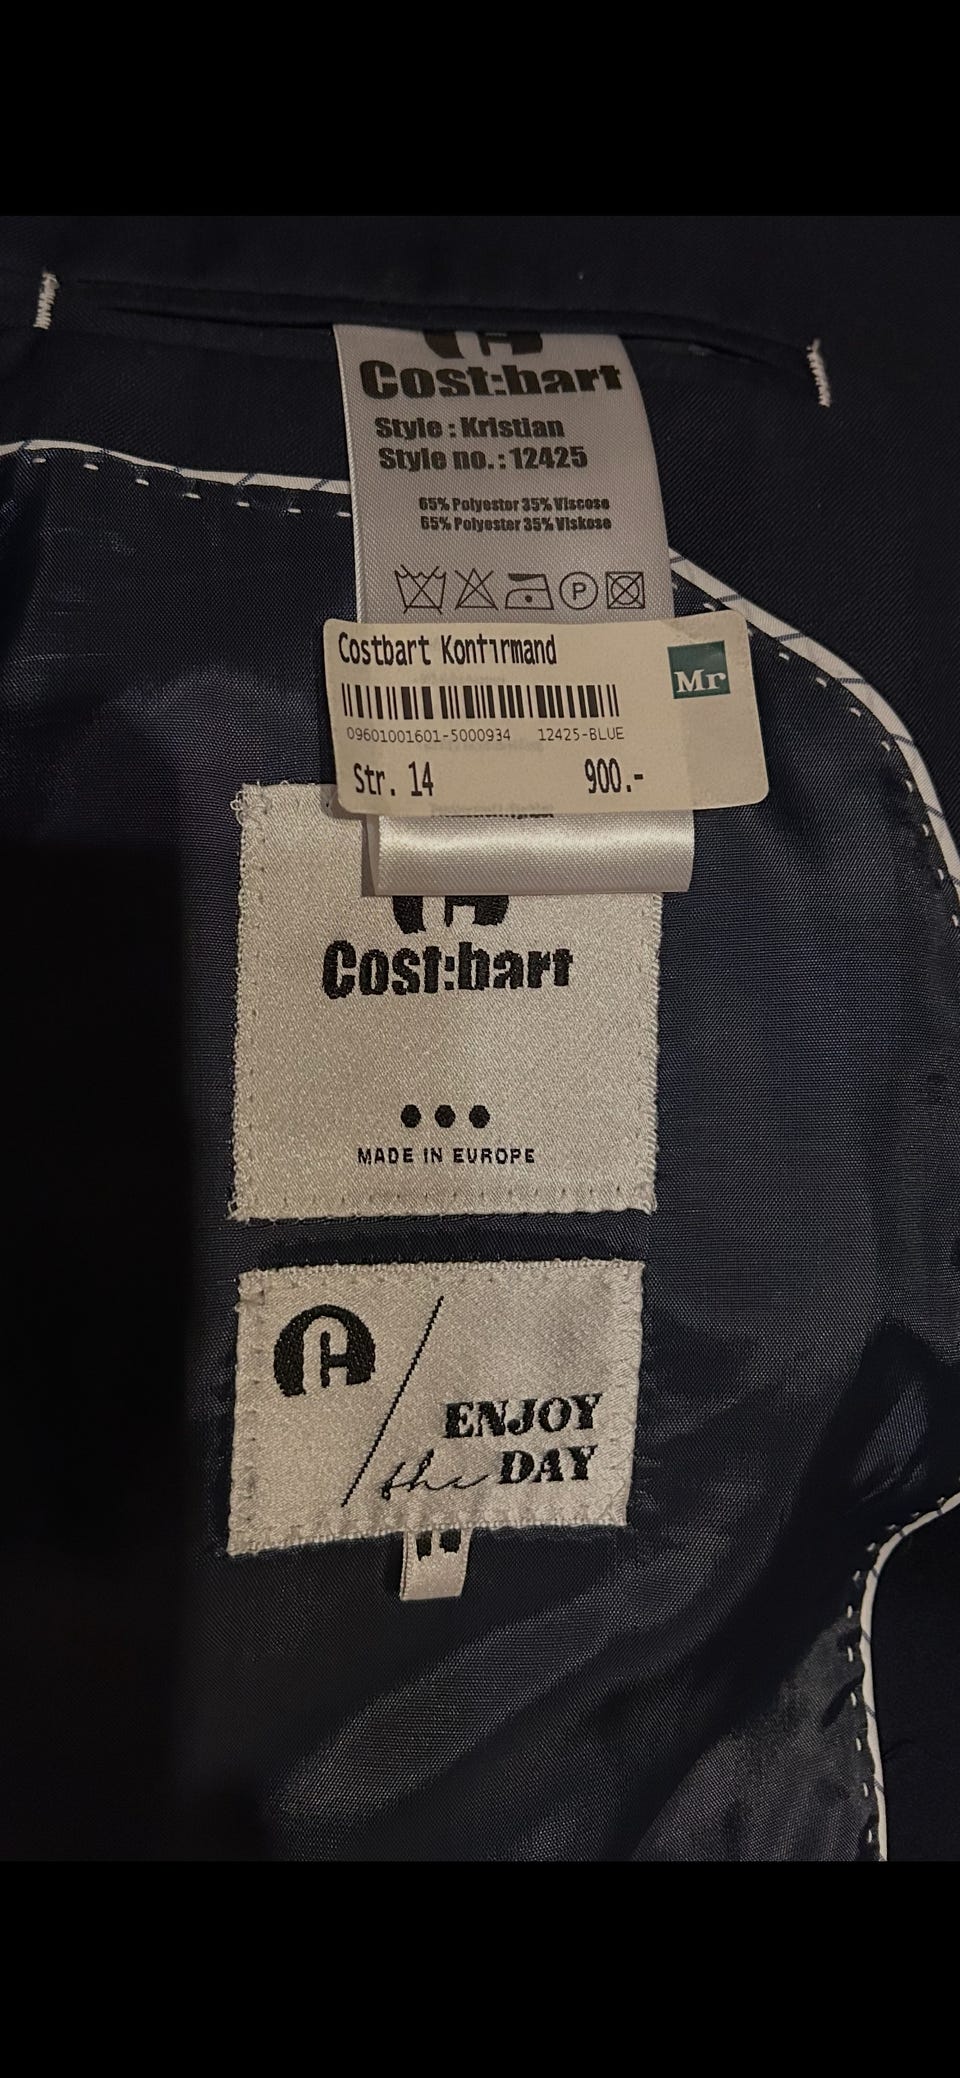 Cost:bart
Style : Kristian
Style no. : 12425
65% Polyester 35% Viscose
65% Polyester 35% Viskose
P
Costbart Konfirmand
Mr
09601001601-5000934 12425-BLUE
Str. 14 900.-
Cost:bart
MADE IN EUROPE
ENJOY
the DAY